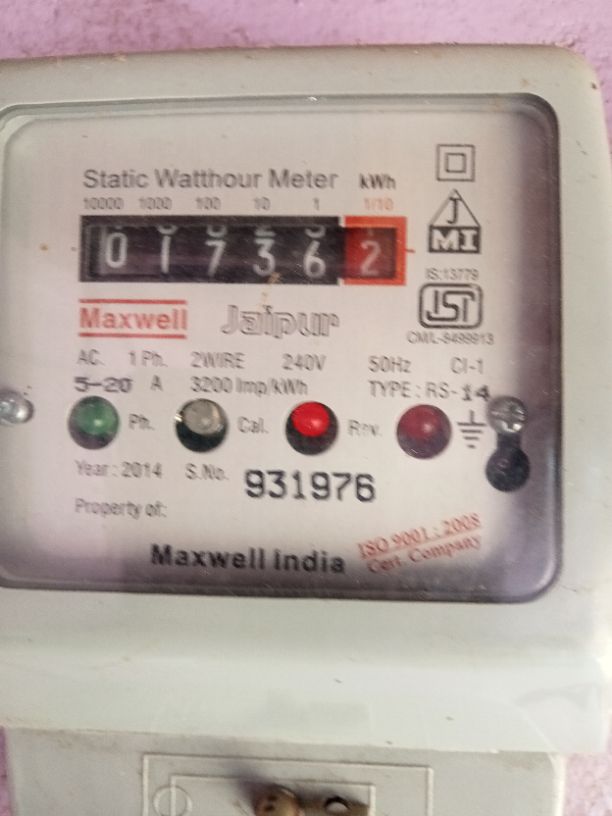 Static Watthour Meter kWh
10000 1000 100 10 1 1/10
0 1 7 3 6 2
J
MI
IS:13779
Maxwell Jaipur
ISI
CM/L-8499913
AC. 1 Ph. 2WIRE 240V 50Hz Cl-1
5-20 A 3200 Imp/kWh TYPE : RS-14
Ph. Cal. Rev.
Year : 2014 S.No. 931976
Property of:
Maxwell India
ISO 9001 : 2008
Cert. Company